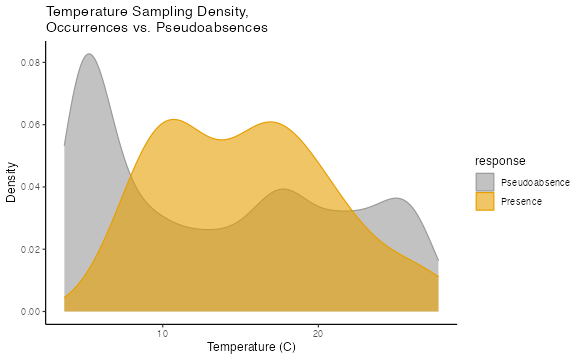 Temperature Sampling Density,
Occurrences vs. Pseudoabsences
Density
0.08
0.06
0.04
0.02
0.00
10
20
Temperature (C)
response
Pseudoabsence
Presence